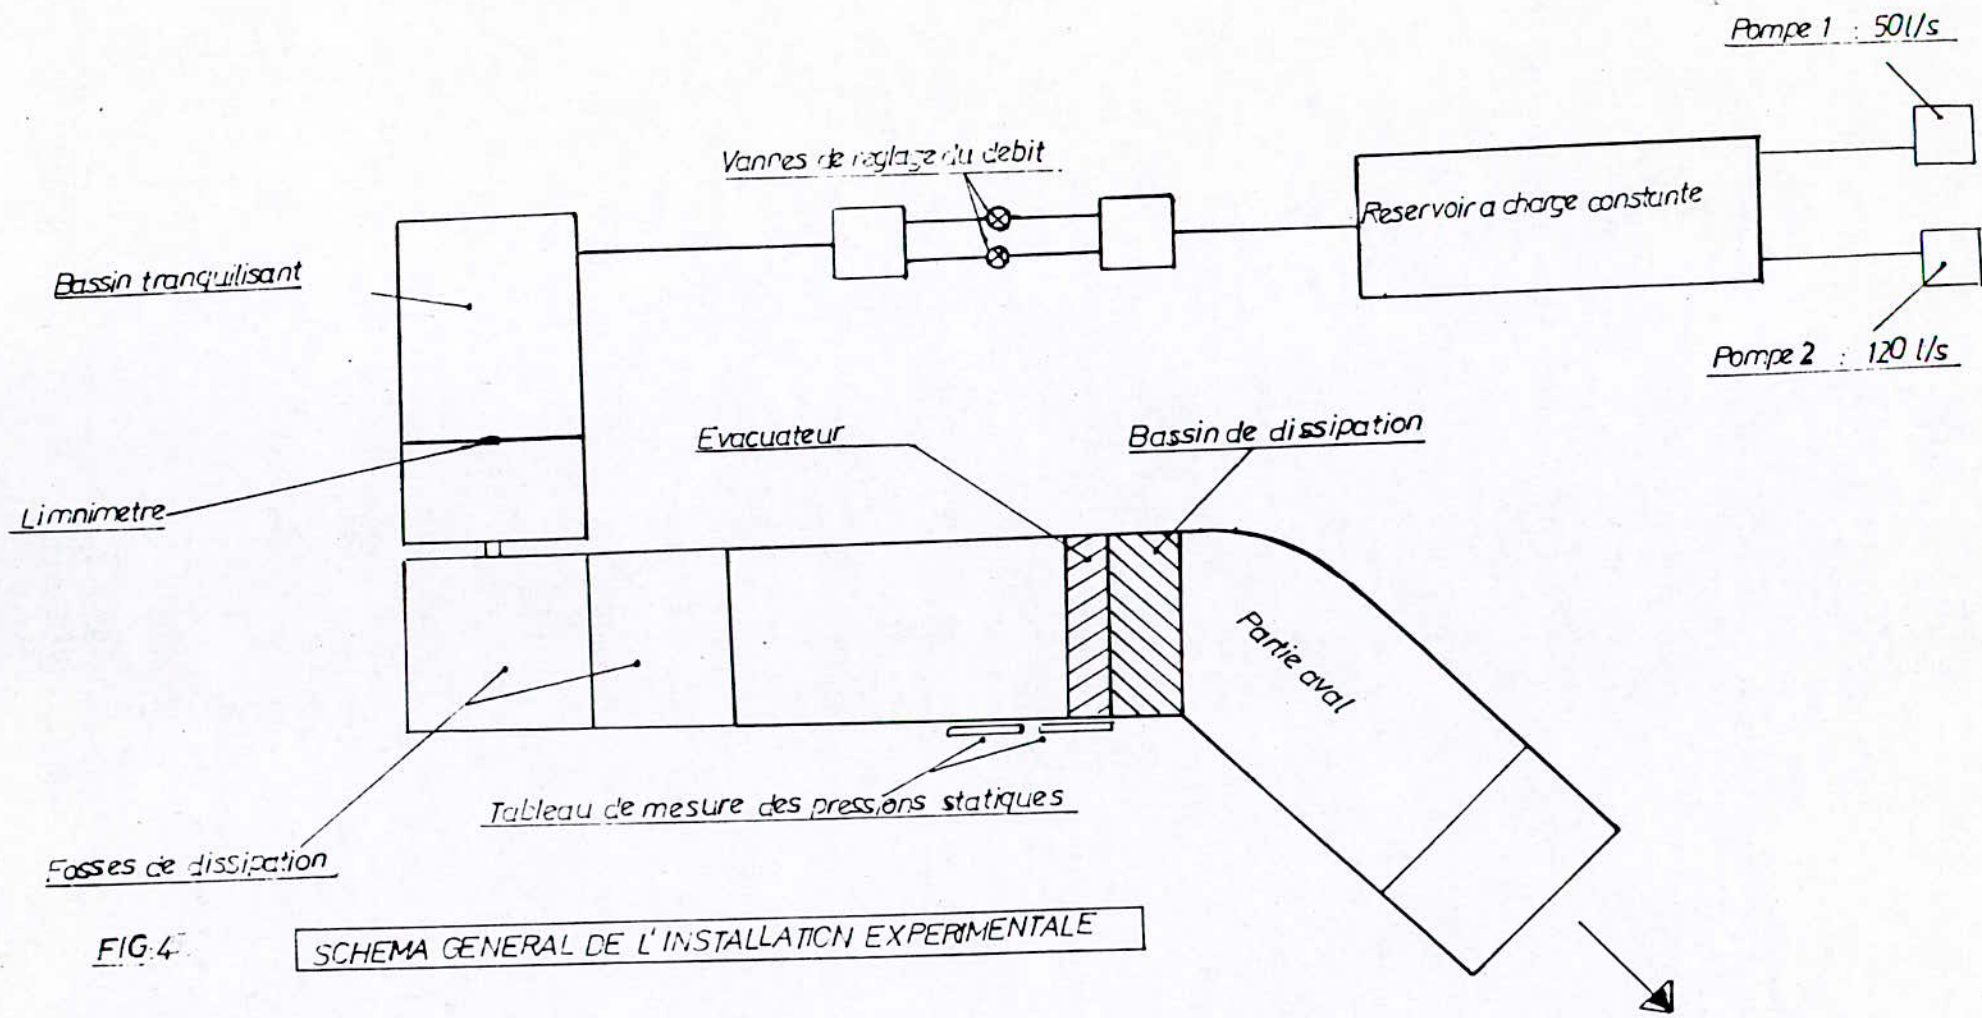 Pompe 1 : 50 l/s
Vannes de reglage du debit
Reservoir a charge constante
Bassin tranquilisant
Pompe 2 : 120 l/s
Evacuateur
Bassin de dissipation
Limnimetre
Partie aval
Tableau de mesure des pressions statiques
Fosses de dissipation
FIG:4
SCHEMA GENERAL DE L'INSTALLATION EXPERIMENTALE